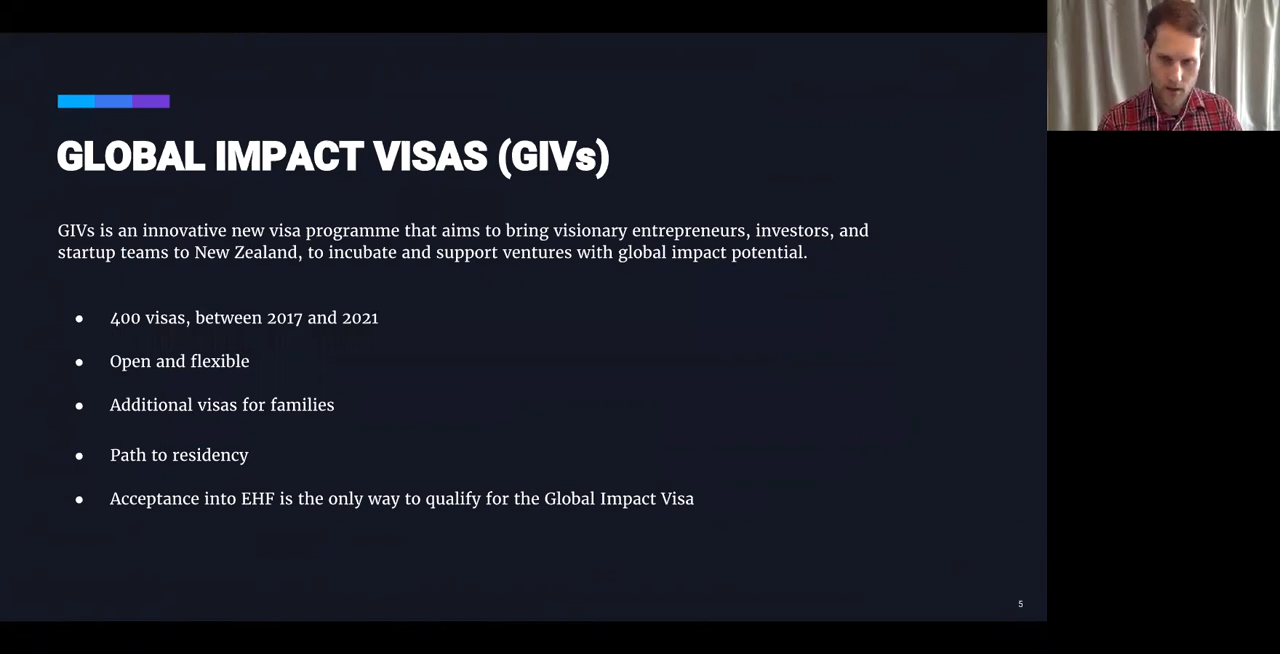 GLOBAL IMPACT VISAS (GIVs)
GIVs is an innovative new visa programme that aims to bring visionary entrepreneurs, investors, and
startup teams to New Zealand, to incubate and support ventures with global impact potential.
● 400 visas, between 2017 and 2021
● Open and flexible
● Additional visas for families
● Path to residency
● Acceptance into EHF is the only way to qualify for the Global Impact Visa
5